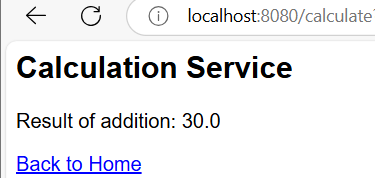 localhost:8080/calculate?
Calculation Service
Result of addition: 30.0
Back to Home